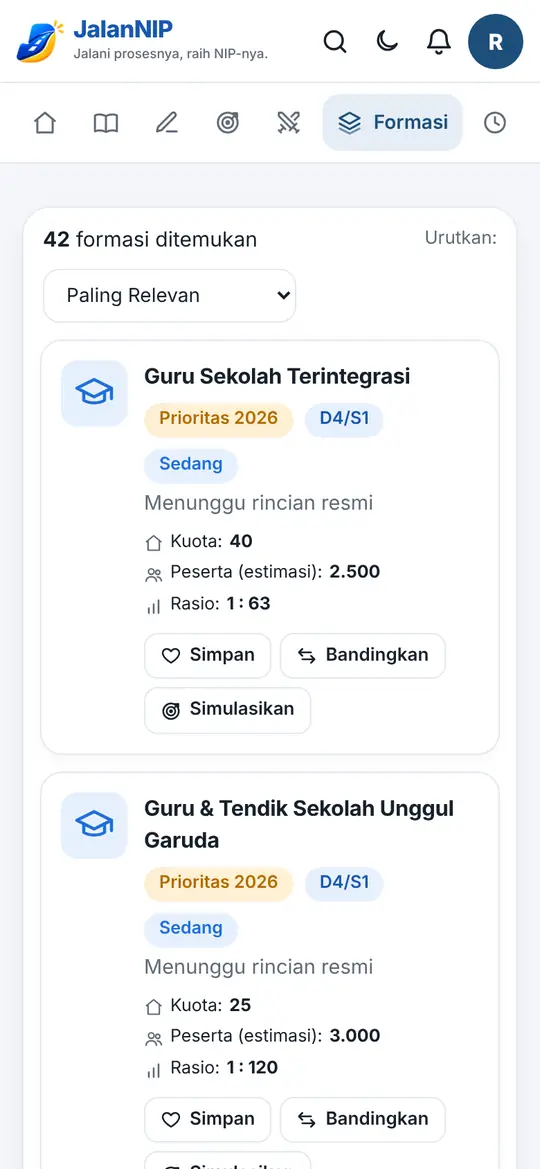 JalanNIP
Jalani prosesnya, raih NIP-nya.
R
Formasi
42 formasi ditemukan
Urutkan:
Paling Relevan
Guru Sekolah Terintegrasi
Prioritas 2026
D4/S1
Sedang
Menunggu rincian resmi
Kuota: 40
Peserta (estimasi): 2.500
Rasio: 1 : 63
Simpan
Bandingkan
Simulasikan
Guru & Tendik Sekolah Unggul
Garuda
Prioritas 2026
D4/S1
Sedang
Menunggu rincian resmi
Kuota: 25
Peserta (estimasi): 3.000
Rasio: 1 : 120
Simpan
Bandingkan